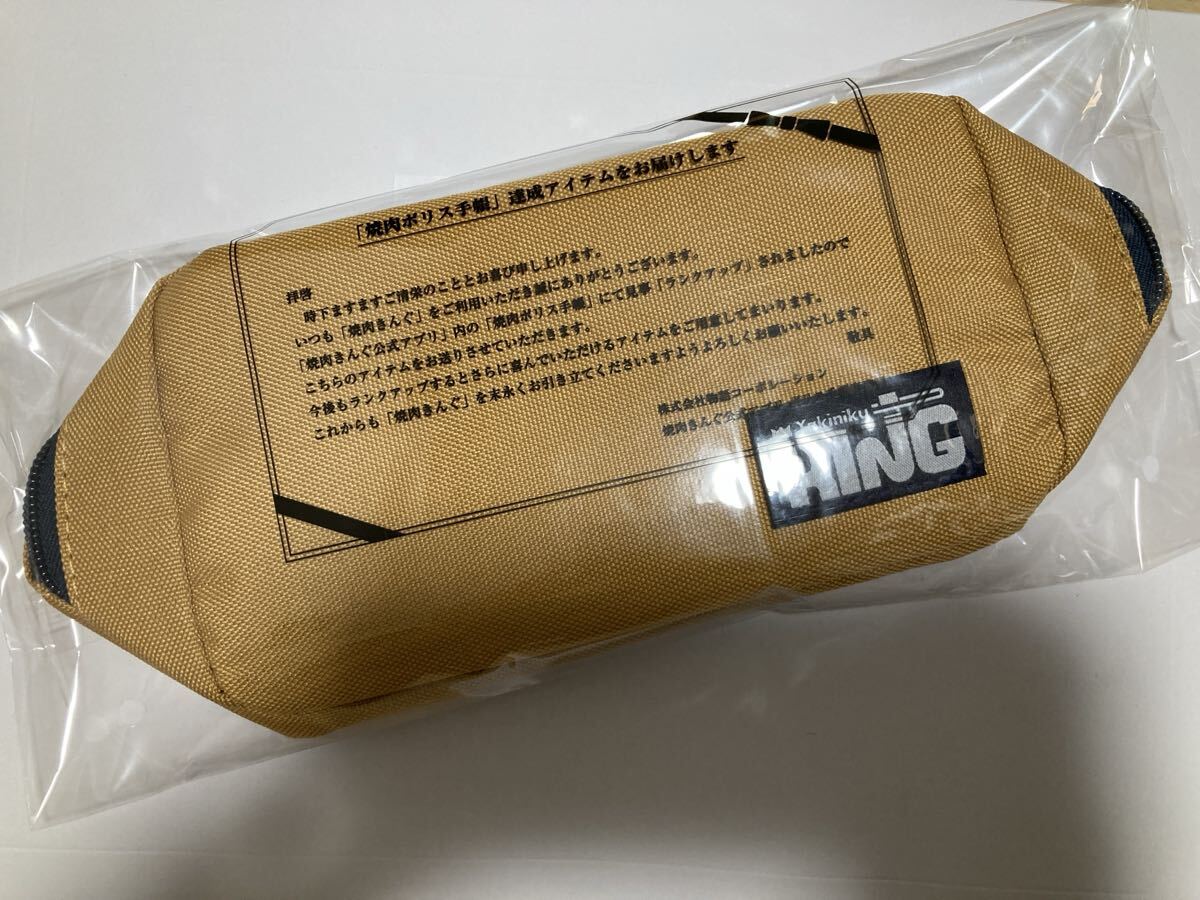 「焼肉ポリス手帳」達成アイテムをお届けします
拝啓
時下ますますご清栄のこととお喜び申し上げます。
いつも「焼肉きんぐ」をご利用いただき誠にありがとうございます。
「焼肉きんぐ公式アプリ」内の「焼肉ポリス手帳」にて見事「ランクアップ」されましたので
こちらのアイテムをお送りさせていただきます。
今後もランクアップするとさらに喜んでいただけるアイテムをご用意してまいります。
これからも「焼肉きんぐ」を末永くお引き立てくださいますようよろしくお願いいたします。
敬具
株式会社物語コーポレーション
焼肉きんぐ公式
Yakiniku
KING